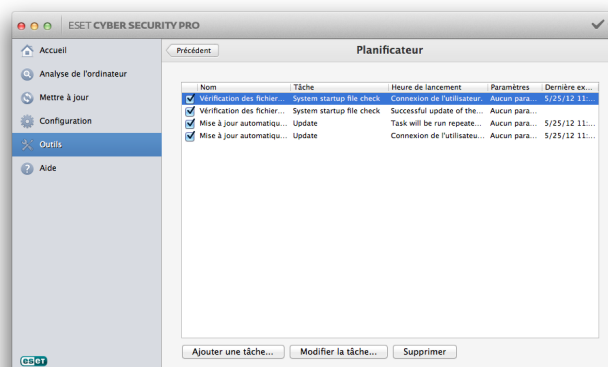 ESET CYBER SECURITY PRO
Accueil
Analyse de l'ordinateur
Mettre à jour
Configuration
Outils
Aide
Précédent
Planificateur
Nom Tâche Heure de lancement Paramètres Dernière ex...
Vérification des fichier... System startup file check Connexion de l'utilisateur. Aucun para... 5/25/12 11:...
Vérification des fichier... System startup file check Successful update of the... Aucun para...
Mise à jour automatiqu... Update Task will be run repeate... Aucun para... 5/25/12 11:...
Mise à jour automatiqu... Update Connexion de l'utilisateu... Aucun para... 5/25/12 11:...
Ajouter une tâche... Modifier la tâche... Supprimer
eseT